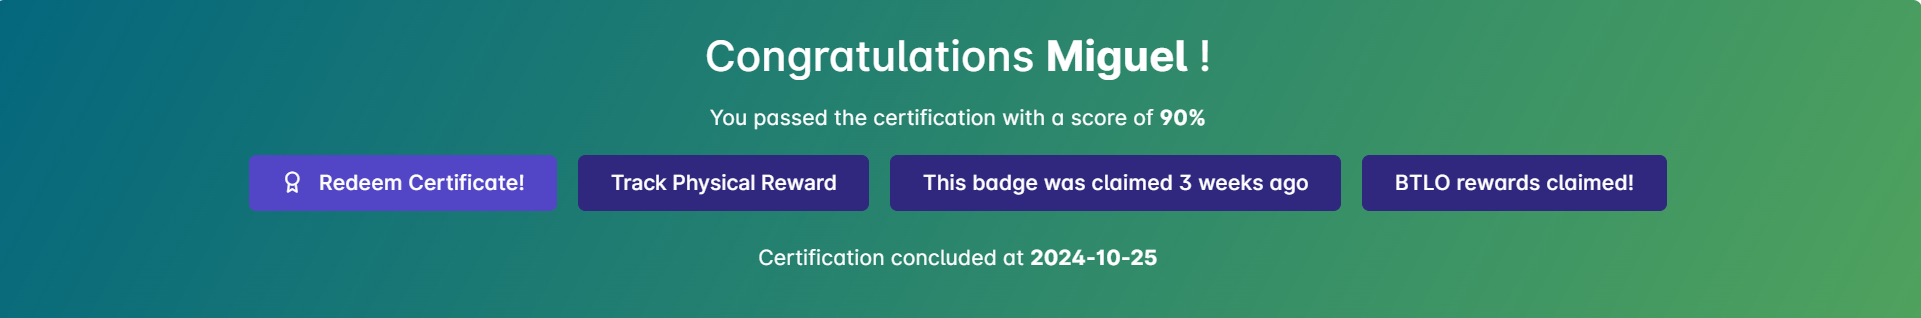 Congratulations Miguel !
You passed the certification with a score of 90%
Redeem Certificate!
Track Physical Reward
This badge was claimed 3 weeks ago
BTLO rewards claimed!
Certification concluded at 2024-10-25